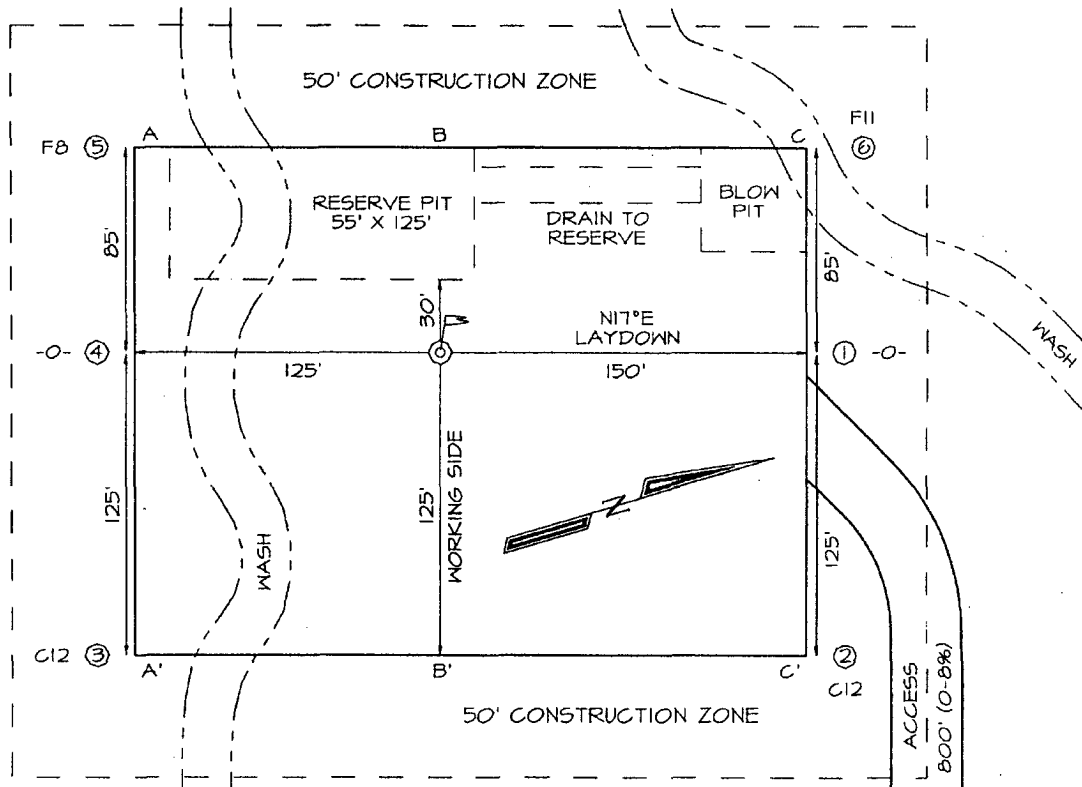 50' CONSTRUCTION ZONE
F11
F8 5 A B C 6
RESERVE PIT
55' X 125'
BLOW
PIT
DRAIN TO
RESERVE
85'
85'
30'
N17°E
LAYDOWN
WASH
-0- 4 1 -0-
125' 150'
125'
125'
WORKING SIDE
N
125'
WASH
C12 3 2
A' B' C'
C12
50' CONSTRUCTION ZONE
ACCESS
800' (0-8%)